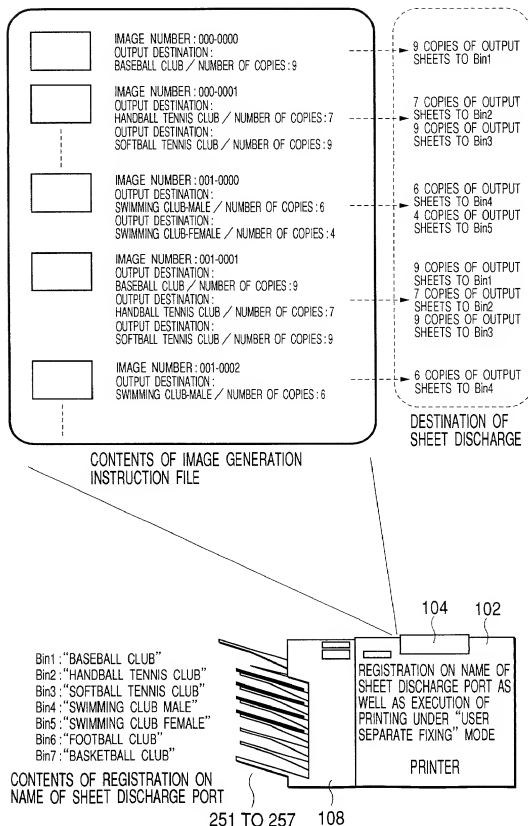 IMAGE NUMBER:000-0000
OUTPUT DESTINATION:
BASEBALL CLUB / NUMBER OF COPIES:9
9 COPIES OF OUTPUT
SHEETS TO Bin1
IMAGE NUMBER:000-0001
OUTPUT DESTINATION:
HANDBALL TENNIS CLUB / NUMBER OF COPIES:7
OUTPUT DESTINATION:
SOFTBALL TENNIS CLUB / NUMBER OF COPIES:9
7 COPIES OF OUTPUT
SHEETS TO Bin2
9 COPIES OF OUTPUT
SHEETS TO Bin3
IMAGE NUMBER:001-0000
OUTPUT DESTINATION:
SWIMMING CLUB-MALE / NUMBER OF COPIES:6
OUTPUT DESTINATION:
SWIMMING CLUB-FEMALE / NUMBER OF COPIES:4
6 COPIES OF OUTPUT
SHEETS TO Bin4
4 COPIES OF OUTPUT
SHEETS TO Bin5
IMAGE NUMBER:001-0001
OUTPUT DESTINATION:
BASEBALL CLUB / NUMBER OF COPIES:9
OUTPUT DESTINATION:
HANDBALL TENNIS CLUB / NUMBER OF COPIES:7
OUTPUT DESTINATION:
SOFTBALL TENNIS CLUB / NUMBER OF COPIES:9
9 COPIES OF OUTPUT
SHEETS TO Bin1
7 COPIES OF OUTPUT
SHEETS TO Bin2
9 COPIES OF OUTPUT
SHEETS TO Bin3
IMAGE NUMBER:001-0002
OUTPUT DESTINATION:
SWIMMING CLUB-MALE / NUMBER OF COPIES:6
6 COPIES OF OUTPUT
SHEETS TO Bin4
CONTENTS OF IMAGE GENERATION
INSTRUCTION FILE
DESTINATION OF
SHEET DISCHARGE
104
102
Bin1:"BASEBALL CLUB"
Bin2:"HANDBALL TENNIS CLUB"
Bin3:"SOFTBALL TENNIS CLUB"
Bin4:"SWIMMING CLUB MALE"
Bin5:"SWIMMING CLUB FEMALE"
Bin6:"FOOTBALL CLUB"
Bin7:"BASKETBALL CLUB"
CONTENTS OF REGISTRATION ON
NAME OF SHEET DISCHARGE PORT
REGISTRATION ON NAME OF
SHEET DISCHARGE PORT AS
WELL AS EXECUTION OF
PRINTING UNDER "USER
SEPARATE FIXING" MODE
PRINTER
251 TO 257
108